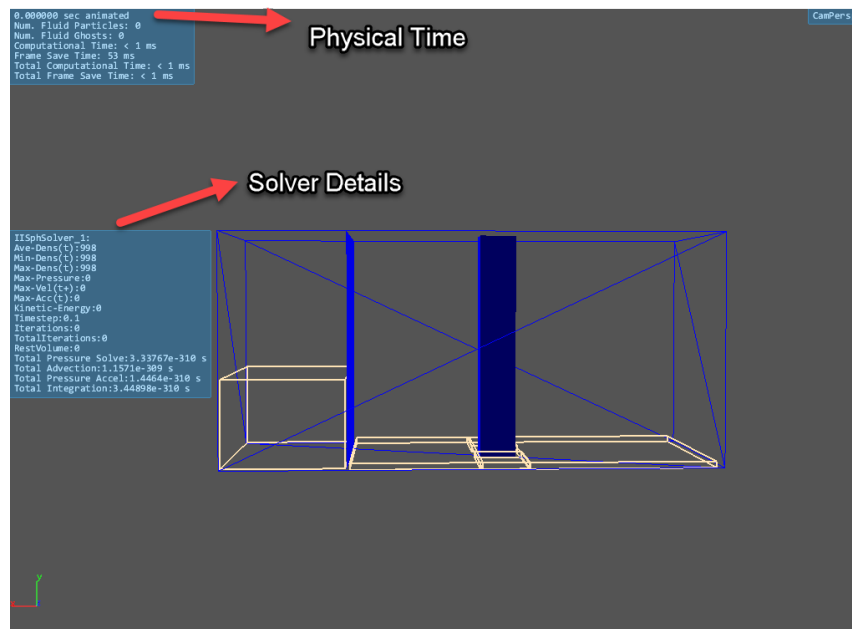 0.000000 sec animated
Num. Fluid Particles: 0
Num. Fluid Ghosts: 0
Computational Time: < 1 ms
Frame Save Time: 53 ms
Total Computational Time: < 1 ms
Total Frame Save Time: < 1 ms
CamPers
Physical Time
Solver Details
IISphSolver_1:
Ave-Dens(t):998
Min-Dens(t):998
Max-Dens(t):998
Max-Pressure:0
Max-Vel(t+):0
Max-Acc(t):0
Kinetic-Energy:0
Timestep:0.1
Iterations:0
TotalIterations:0
RestVolume:0
Total Pressure Solve:3.33767e-310 s
Total Advection:1.1571e-309 s
Total Pressure Accel:1.4464e-310 s
Total Integration:3.44898e-310 s
y